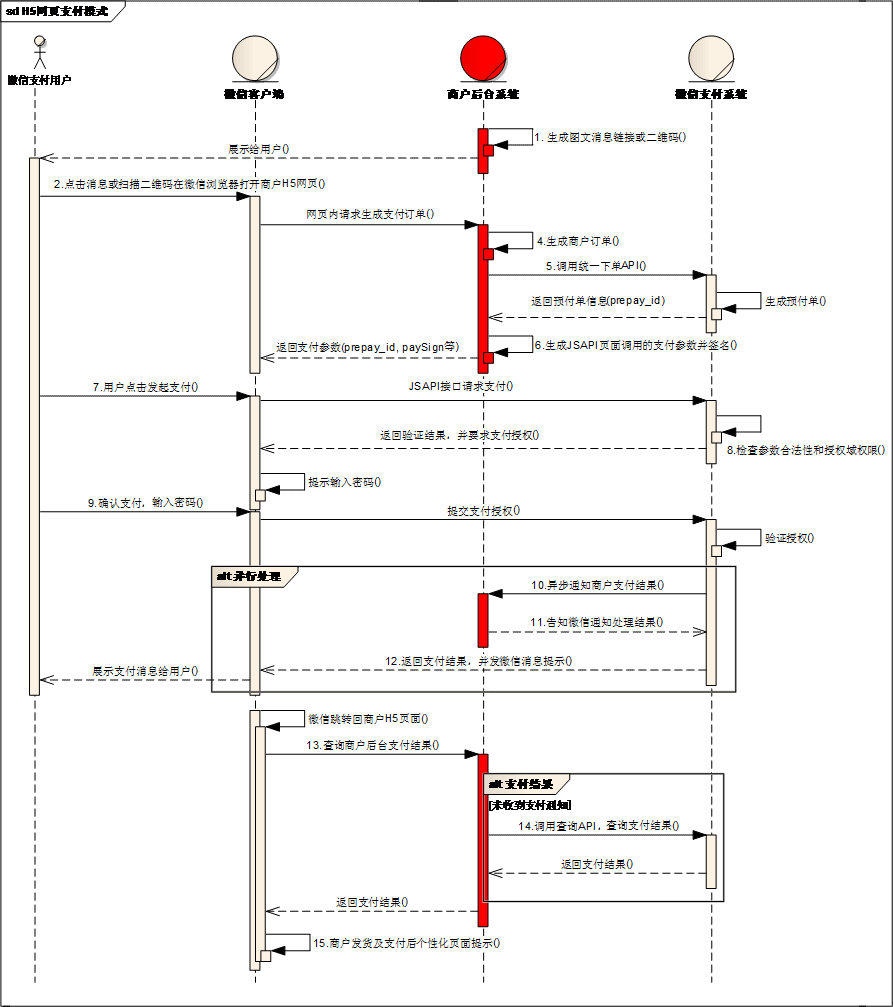 sd H5网页支付模式
微信支付用户
微信客户端
商户后台系统
微信支付系统
1. 生成图文消息链接或二维码()
展示给用户()
2.点击消息或扫描二维码在微信浏览器打开商户H5网页()
网页内请求生成支付订单()
4.生成商户订单()
5.调用统一下单API()
返回预付单信息(prepay_id)
生成预付单()
6.生成JSAPI页面调用的支付参数并签名()
返回支付参数(prepay_id, paySign等)
7.用户点击发起支付()
JSAPI接口请求支付()
返回验证结果，并要求支付授权()
8.检查参数合法性和授权域权限()
提示输入密码()
9.确认支付，输入密码()
提交支付授权()
验证授权()
alt 并行处理
10.异步通知商户支付结果()
11.告知微信通知处理结果()
12.返回支付结果，并发微信消息提示()
展示支付消息给用户()
微信跳转回商户H5页面()
13.查询商户后台支付结果()
alt 支付结果
[未收到支付通知]
14.调用查询API，查询支付结果()
返回支付结果()
返回支付结果()
15.商户发货及支付后个性化页面提示()